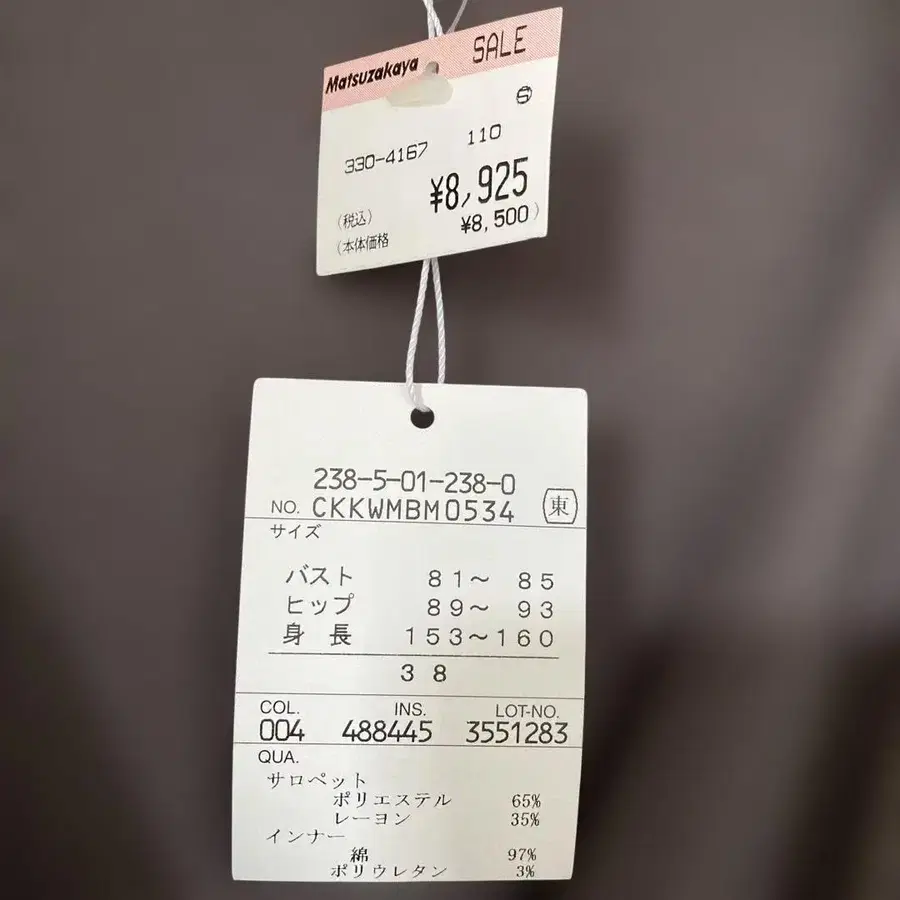 Matsuzakaya SALE
Ⓢ
330-4167 110
¥8,925
(税込)
(本体価格 ¥8,500)
238-5-01-238-0
NO. CKKWMBM0534 東
サイズ
バスト 81〜 85
ヒップ 89〜 93
身 長 153〜160
38
COL. INS. LOT-NO.
004 488445 3551283
QUA.
サロペット
ポリエステル 65%
レーヨン 35%
インナー
綿 97%
ポリウレタン 3%